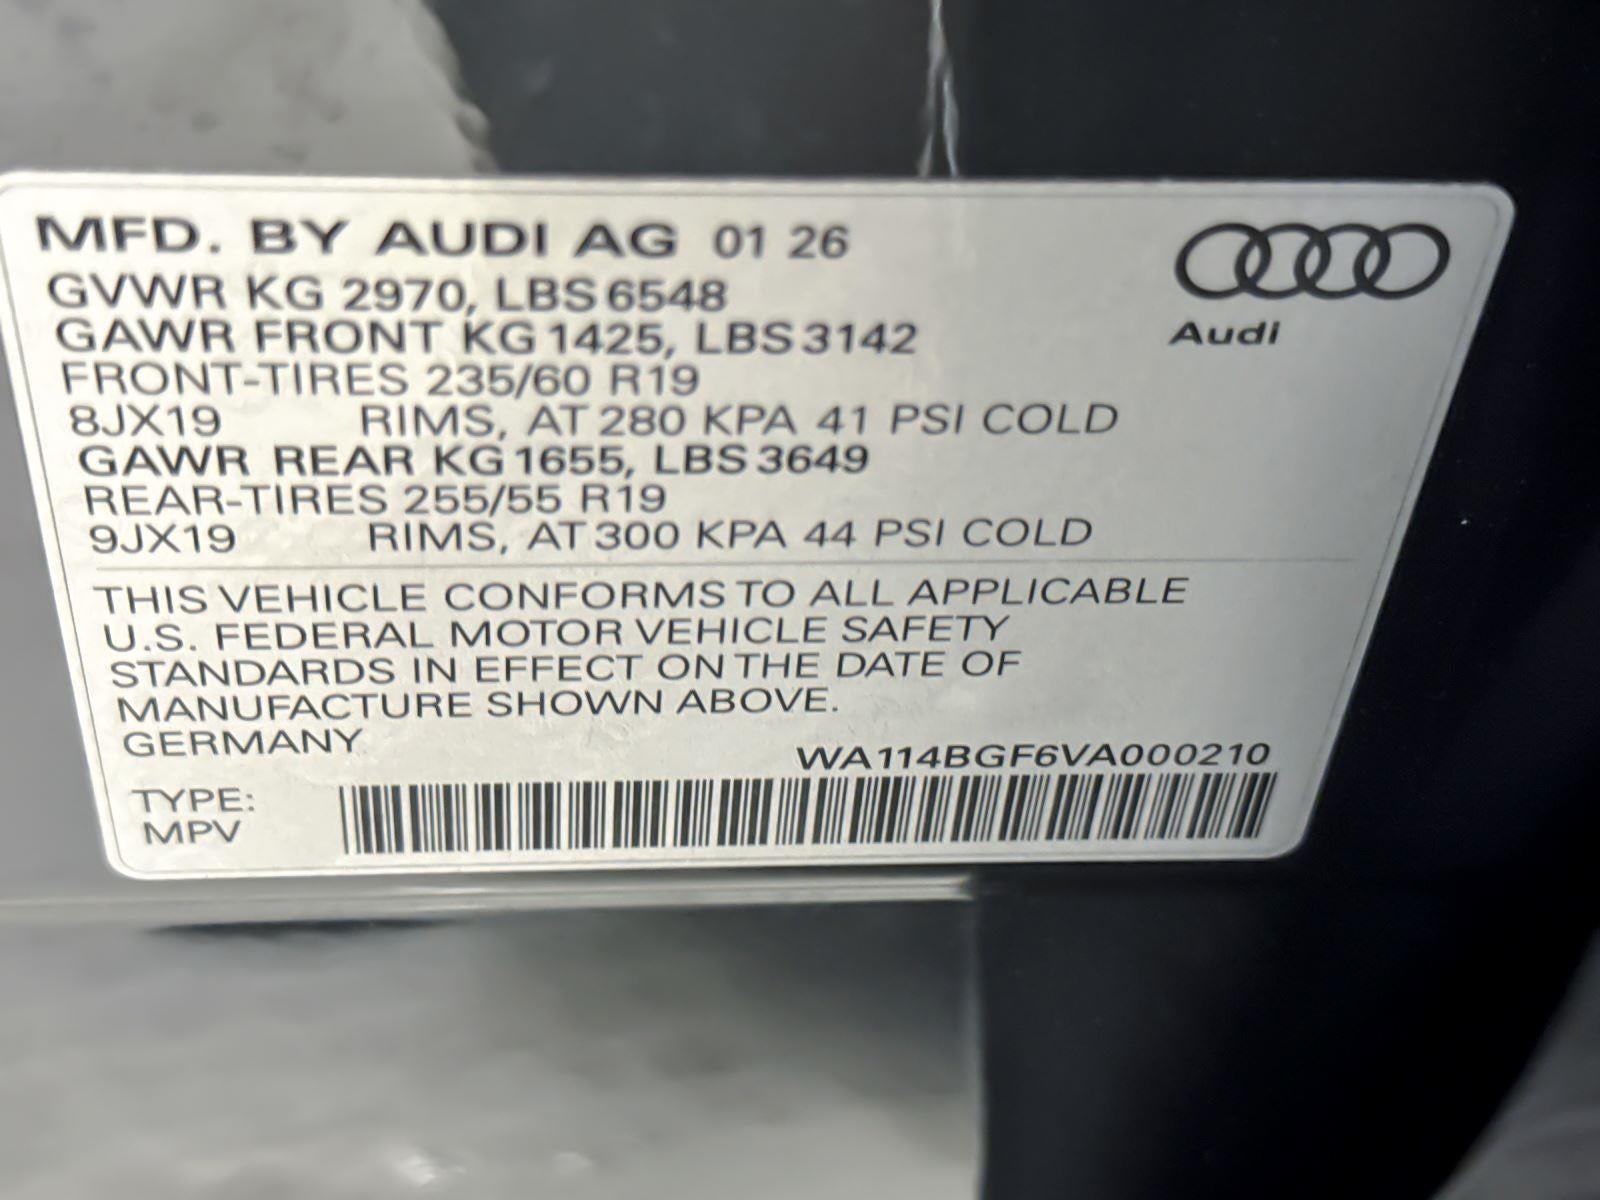 MFD. BY AUDI AG 01 26
GVWR KG 2970, LBS 6548
GAWR FRONT KG 1425, LBS 3142
FRONT-TIRES 235/60 R19
8JX19 RIMS, AT 280 KPA 41 PSI COLD
GAWR REAR KG 1655, LBS 3649
REAR-TIRES 255/55 R19
9JX19 RIMS, AT 300 KPA 44 PSI COLD
Audi
THIS VEHICLE CONFORMS TO ALL APPLICABLE
U.S. FEDERAL MOTOR VEHICLE SAFETY
STANDARDS IN EFFECT ON THE DATE OF
MANUFACTURE SHOWN ABOVE.
GERMANY
WA114BGF6VA000210
TYPE:
MPV